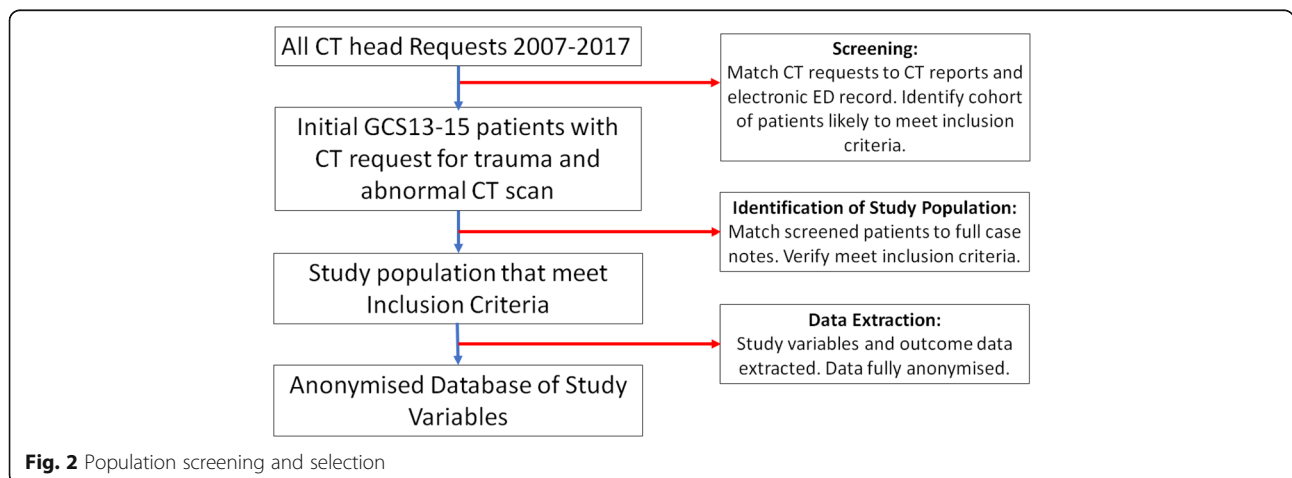 All CT head Requests 2007-2017
Screening:
Match CT requests to CT reports and
electronic ED record. Identify cohort
of patients likely to meet inclusion
criteria.
Initial GCS13-15 patients with
CT request for trauma and
abnormal CT scan
Identification of Study Population:
Match screened patients to full case
notes. Verify meet inclusion criteria.
Study population that meet
Inclusion Criteria
Data Extraction:
Study variables and outcome data
extracted. Data fully anonymised.
Anonymised Database of Study
Variables
Fig. 2 Population screening and selection